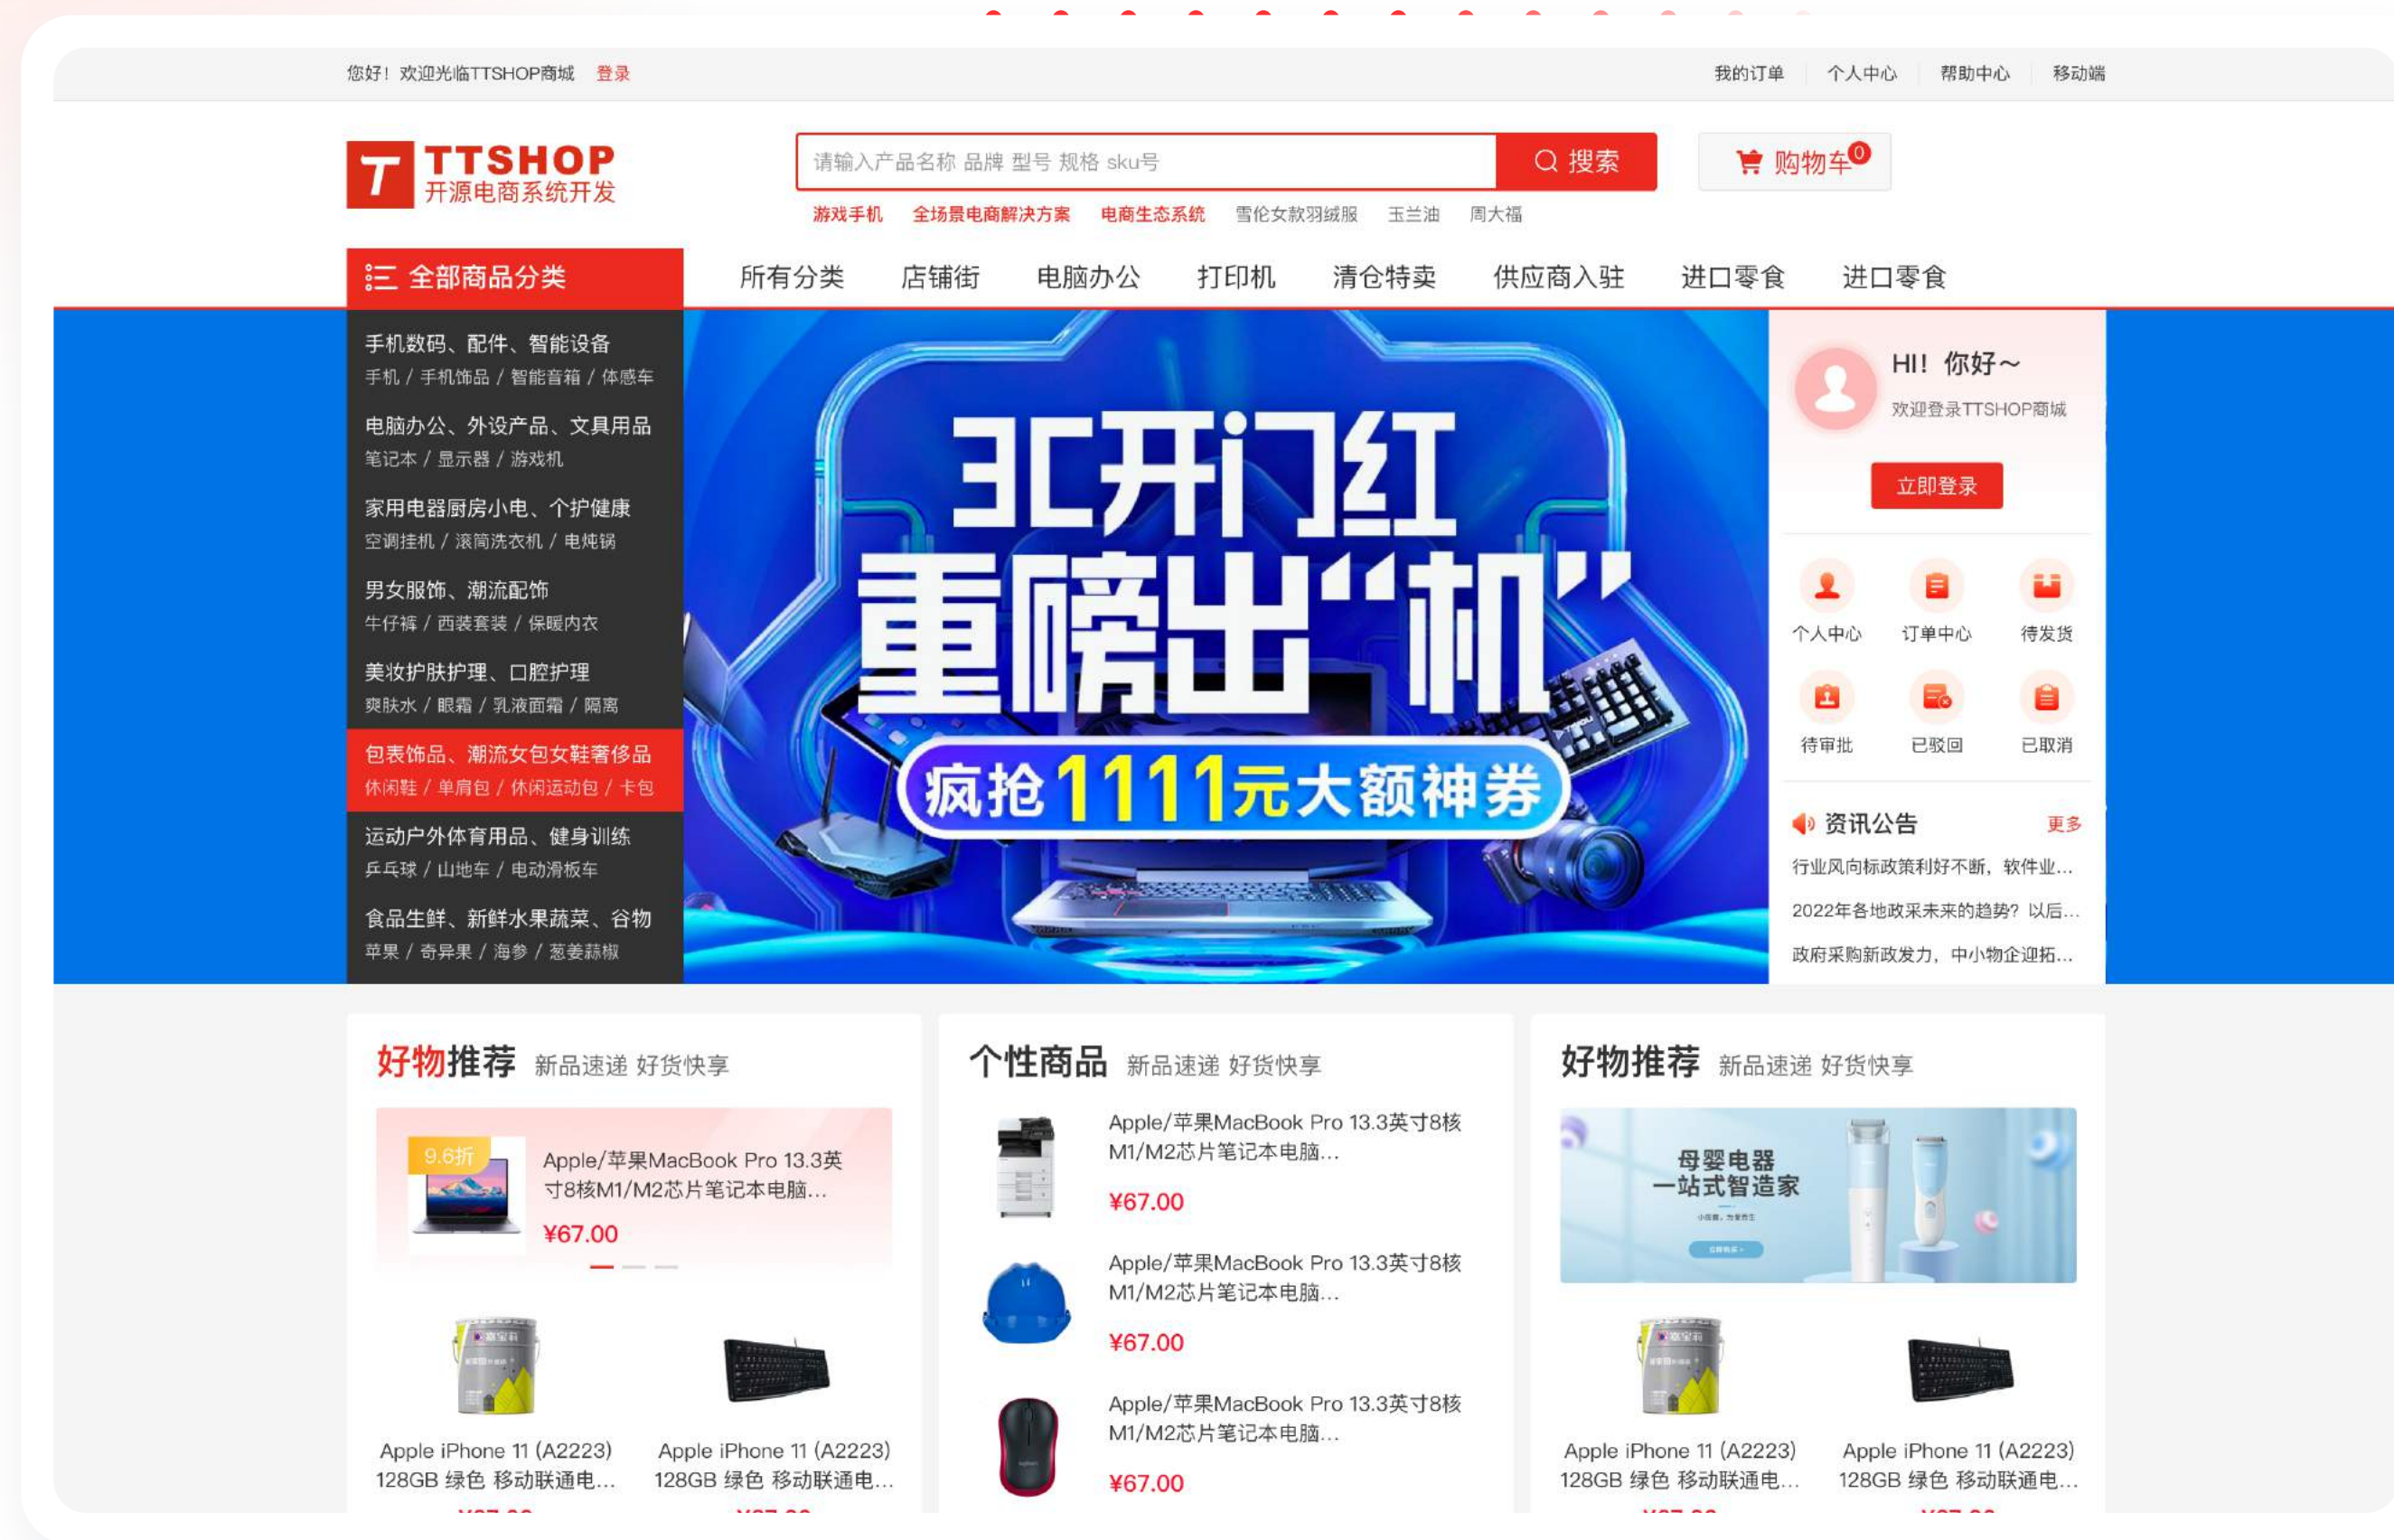 您好！欢迎光临TTSHOP商城 登录
我的订单 个人中心 帮助中心 移动端
TTSHOP
开源电商系统开发
请输入产品名称 品牌 型号 规格 sku号
搜索
购物车 0
游戏手机 全场景电商解决方案 电商生态系统 雪伦女款羽绒服 玉兰油 周大福
全部商品分类
所有分类 店铺街 电脑办公 打印机 清仓特卖 供应商入驻 进口零食 进口零食
手机数码、配件、智能设备
手机 / 手机饰品 / 智能音箱 / 体感车
电脑办公、外设产品、文具用品
笔记本 / 显示器 / 游戏机
家用电器厨房小电、个护健康
空调挂机 / 滚筒洗衣机 / 电炖锅
男女服饰、潮流配饰
牛仔裤 / 西装套装 / 保暖内衣
美妆护肤护理、口腔护理
爽肤水 / 眼霜 / 乳液面霜 / 隔离
包表饰品、潮流女包女鞋奢侈品
休闲鞋 / 单肩包 / 休闲运动包 / 卡包
运动户外体育用品、健身训练
乒乓球 / 山地车 / 电动滑板车
食品生鲜、新鲜水果蔬菜、谷物
苹果 / 奇异果 / 海参 / 葱姜蒜椒
3C开门红
重磅出“机”
疯抢1111元大额神券
HI！你好～
欢迎登录TTSHOP商城
立即登录
个人中心 订单中心 待发货
待审批 已驳回 已取消
资讯公告 更多
行业风向标政策利好不断，软件业...
2022年各地政采未来的趋势？以后...
政府采购新政发力，中小物企迎拓...
好物推荐 新品速递 好货快享
9.6折
Apple/苹果MacBook Pro 13.3英
寸8核M1/M2芯片笔记本电脑...
¥67.00
Apple iPhone 11 (A2223)
128GB 绿色 移动联通电...
Apple iPhone 11 (A2223)
128GB 绿色 移动联通电...
个性商品 新品速递 好货快享
Apple/苹果MacBook Pro 13.3英寸8核
M1/M2芯片笔记本电脑...
¥67.00
Apple/苹果MacBook Pro 13.3英寸8核
M1/M2芯片笔记本电脑...
¥67.00
Apple/苹果MacBook Pro 13.3英寸8核
M1/M2芯片笔记本电脑...
¥67.00
好物推荐 新品速递 好货快享
母婴电器
一站式智造家
Apple iPhone 11 (A2223)
128GB 绿色 移动联通电...
Apple iPhone 11 (A2223)
128GB 绿色 移动联通电...